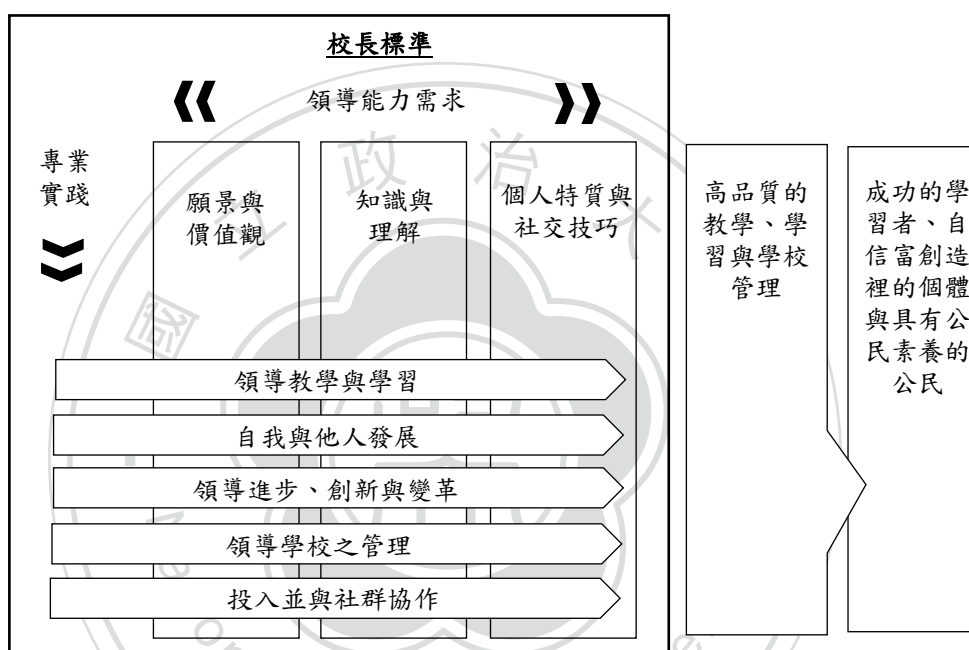 校長標準
領導能力需求
專業
實踐
願景與
價值觀
知識與
理解
個人特質與
社交技巧
高品質的
教學、學
習與學校
管理
成功的學
習者、自
信富創造
裡的個體
與具有公
民素養的
公民
領導教學與學習
自我與他人發展
領導進步、創新與變革
領導學校之管理
投入並與社群協作
國
立
政
治
大